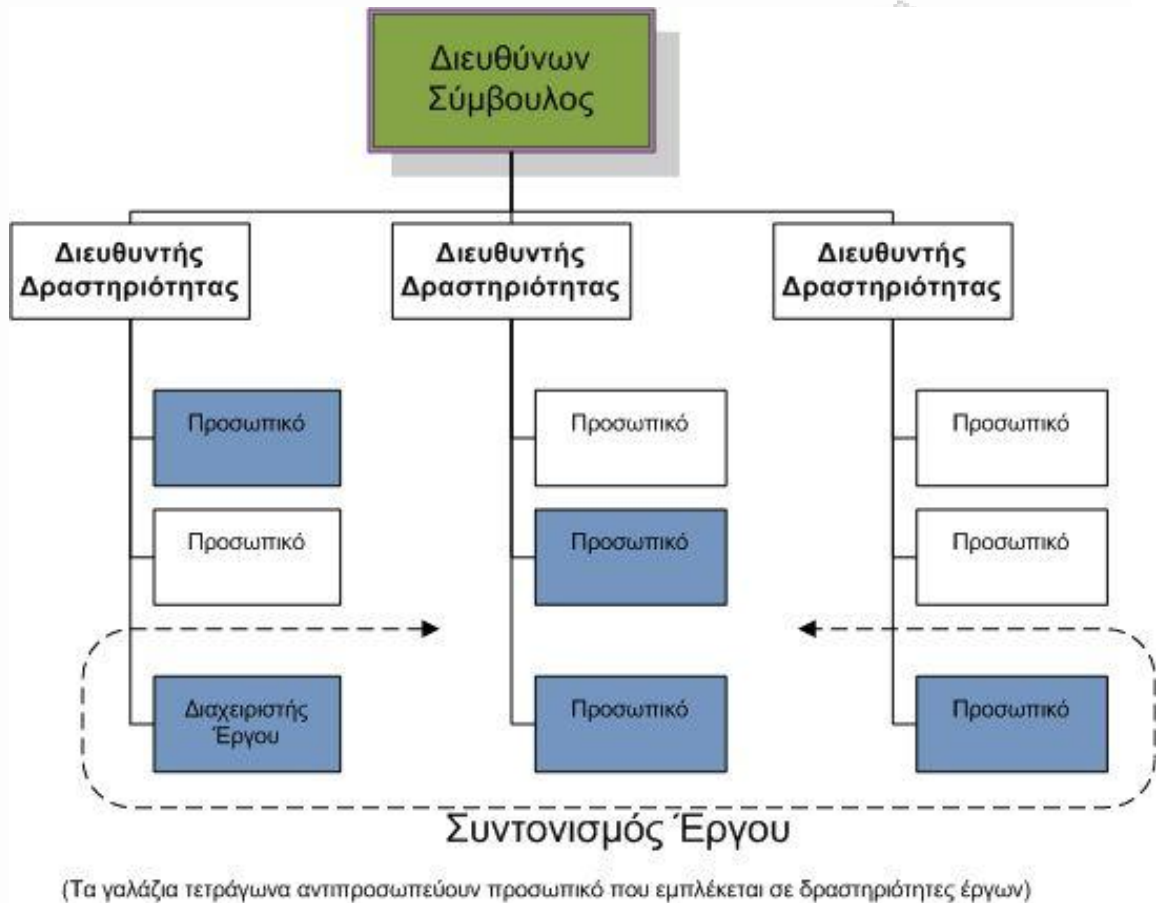 Διευθύνων
Σύμβουλος
Διευθυντής
Δραστηριότητας
Διευθυντής
Δραστηριότητας
Διευθυντής
Δραστηριότητας
Προσωπικό
Προσωπικό
Προσωπικό
Προσωπικό
Προσωπικό
Προσωπικό
Διαχειριστής
Έργου
Προσωπικό
Προσωπικό
Συντονισμός Έργου
(Τα γαλάζια τετράγωνα αντιπροσωπεύουν προσωπικό που εμπλέκεται σε δραστηριότητες έργων)